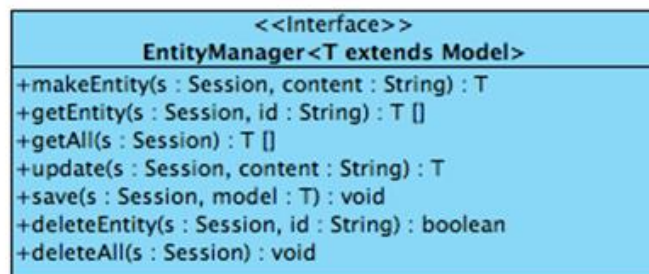 <<Interface>>
EntityManager<T extends Model>
+makeEntity(s : Session, content : String) : T
+getEntity(s : Session, id : String) : T []
+getAll(s : Session) : T []
+update(s : Session, content : String) : T
+save(s : Session, model : T) : void
+deleteEntity(s : Session, id : String) : boolean
+deleteAll(s : Session) : void